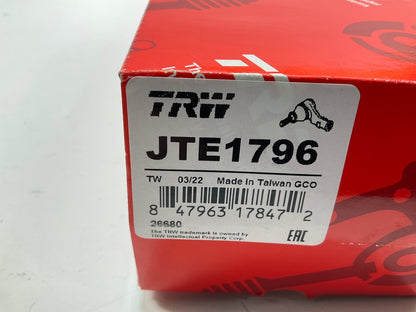 TRW
JTE1796
TW 03/22 Made In Taiwan GCO
8 47963 17847 2
26680
The TRW trademark is owned by
TRW Intellectual Property Corp.
EAC